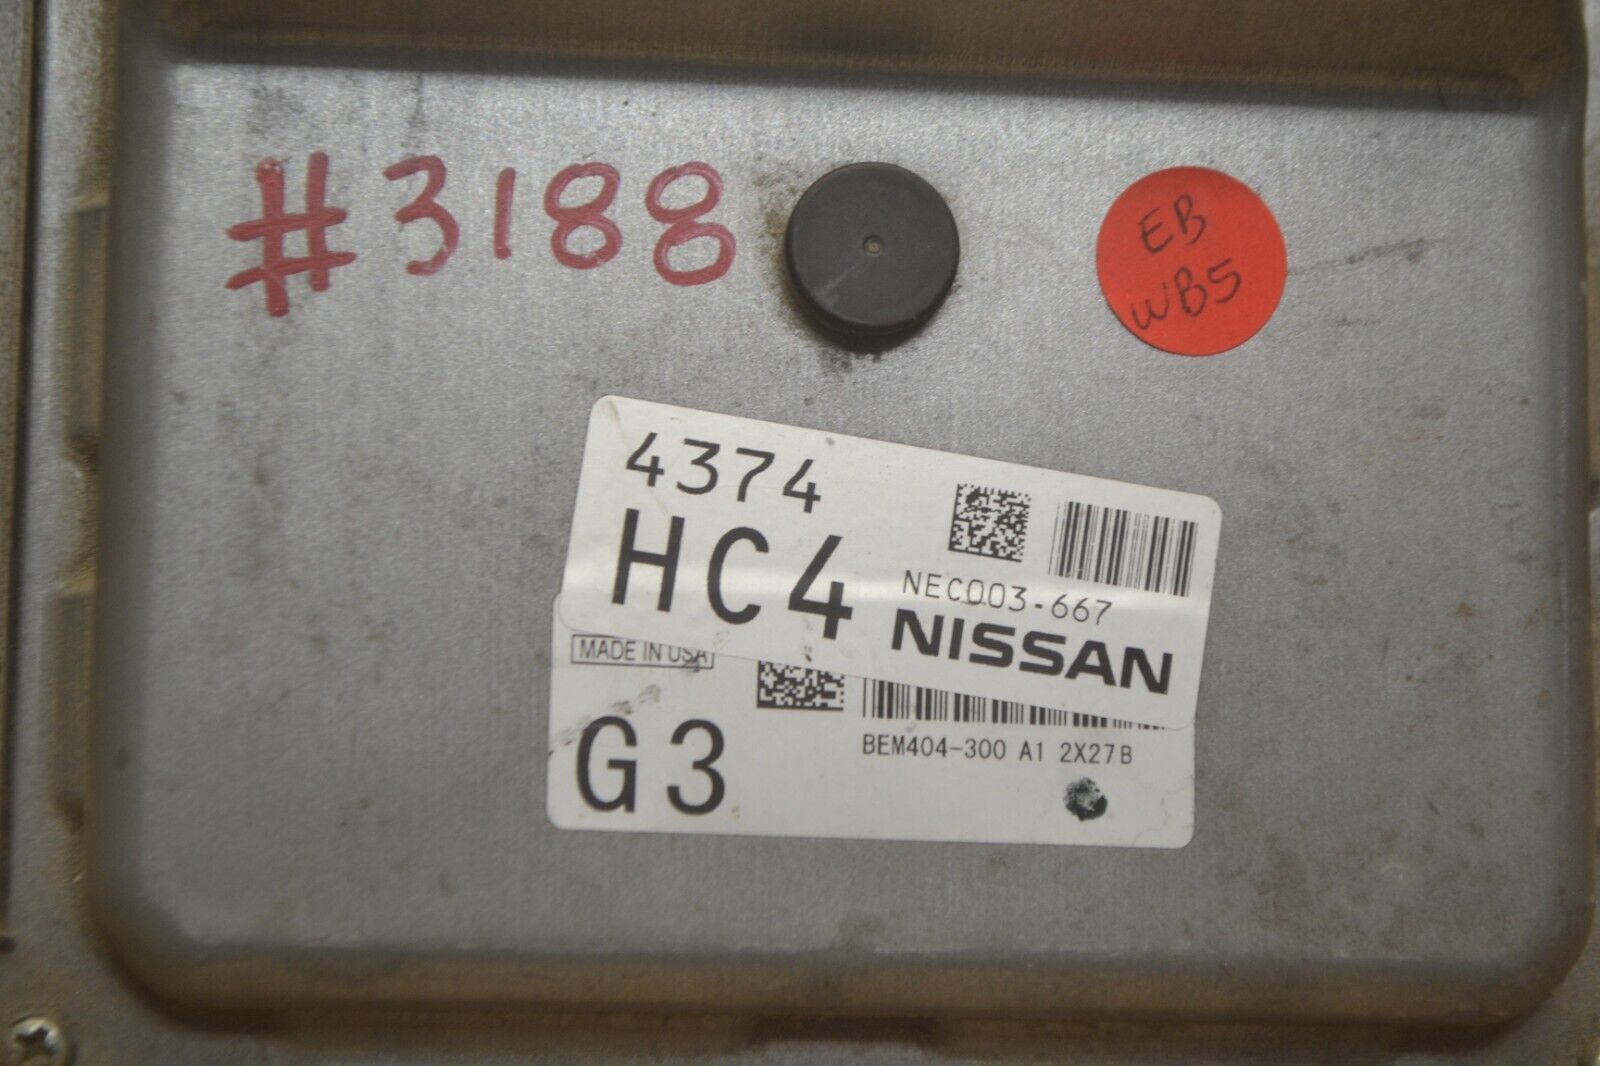 #3188
EB
WB5
4374
HC4
NEC003-667
NISSAN
MADE IN USA
G3
BEM404-300 A1 2X27B